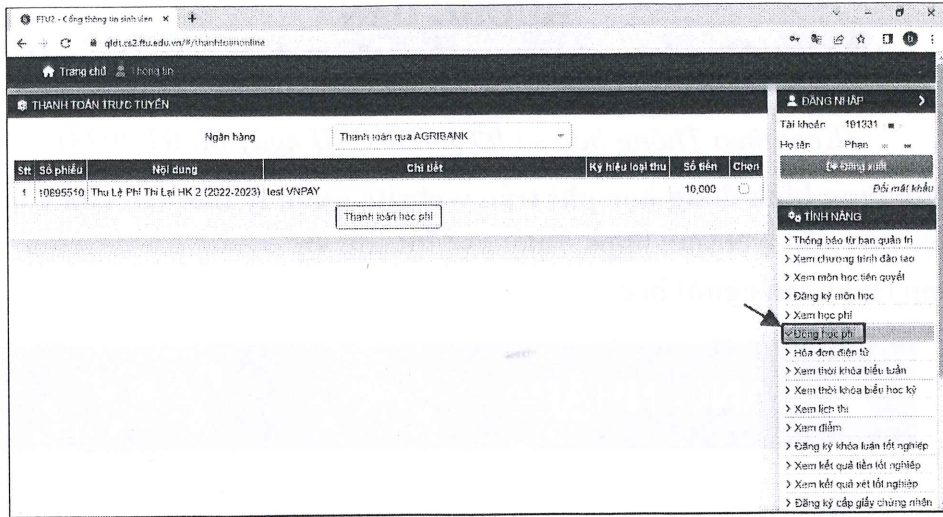 FTU2 - Cổng thông tin sinh viên
qldt.cs2.ftu.edu.vn/#/thanhtoanonline
Trang chủ Thông tin
THANH TOÁN TRỰC TUYẾN
Ngân hàng Thanh toán qua AGRIBANK
Stt Số phiếu Nội dung Chi tiết Ký hiệu loại thu Số tiền Chọn
1 10895510 Thu Lệ Phí Thi Lại HK 2 (2022-2023) test VNPAY 10,000
Thanh toán học phí
ĐĂNG NHẬP
Tài khoản 191331
Họ tên Phan
Đăng xuất
Đổi mật khẩu
TÍNH NĂNG
Thông báo từ ban quản trị
Xem chương trình đào tạo
Xem môn học tiên quyết
Đăng ký môn học
Xem học phí
Đóng học phí
Hóa đơn điện tử
Xem thời khóa biểu tuần
Xem thời khóa biểu học kỳ
Xem lịch thi
Xem điểm
Đăng ký khóa luận tốt nghiệp
Xem kết quả tiền tốt nghiệp
Xem kết quả xét tốt nghiệp
Đăng ký cấp giấy chứng nhận